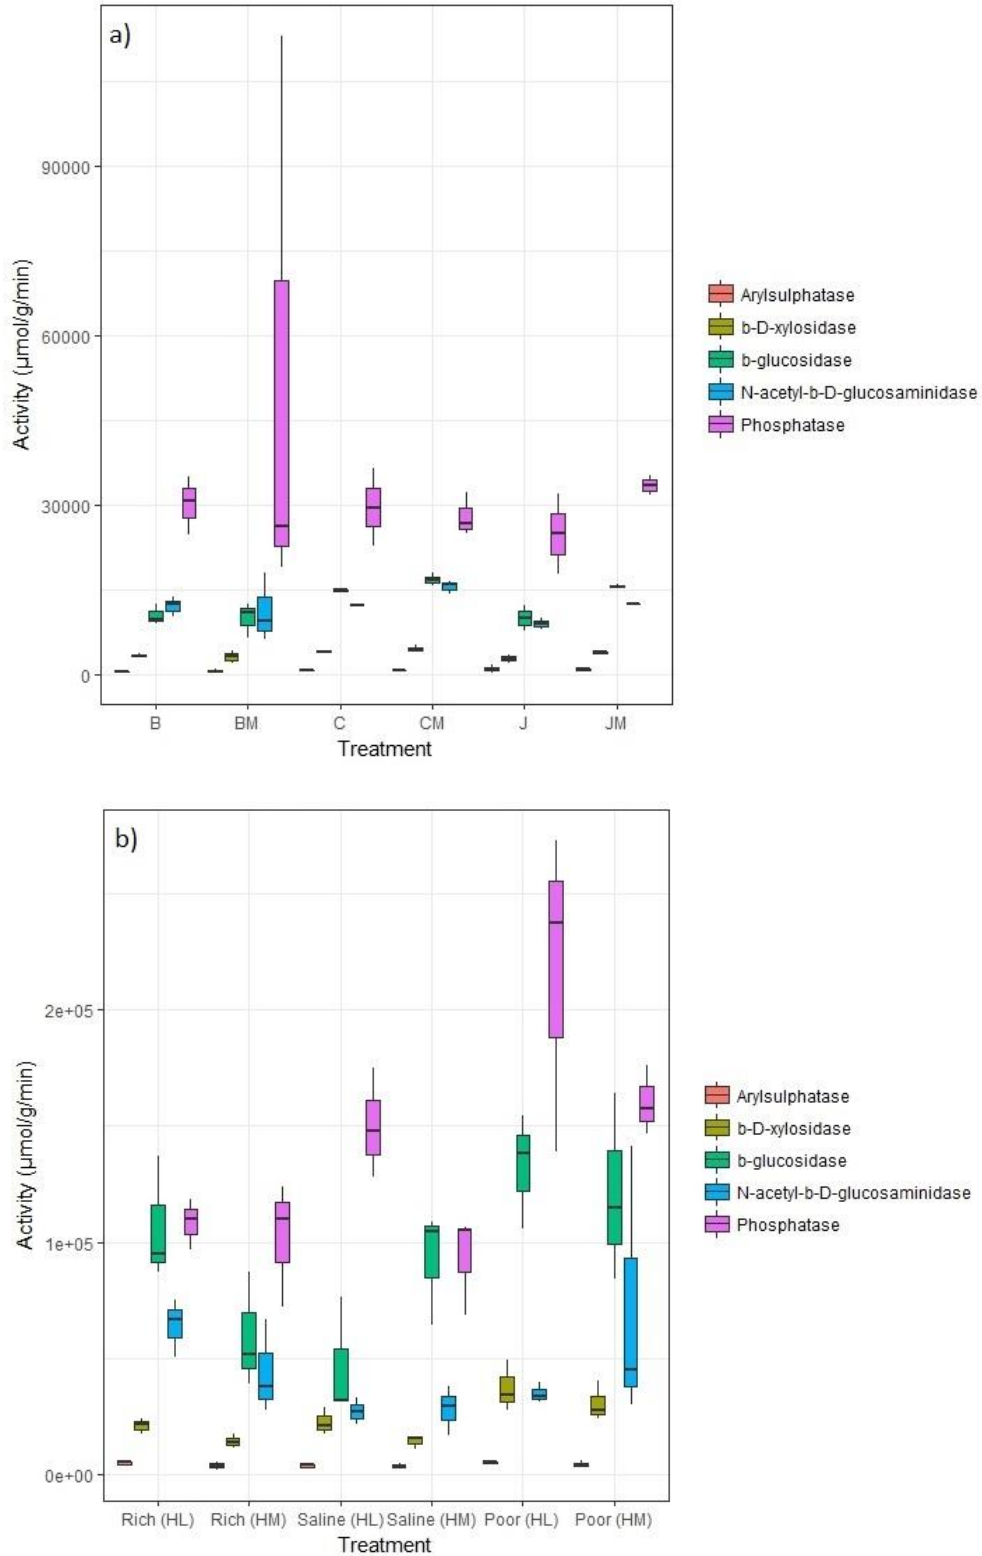 a)
90000
60000
30000
0
Activity (µmol/g/min)
B BM C CM J JM
Treatment
Arylsulphatase
b-D-xylosidase
b-glucosidase
N-acetyl-b-D-glucosaminidase
Phosphatase
b)
2e+05
1e+05
0e+00
Activity (µmol/g/min)
Rich (HL) Rich (HM) Saline (HL) Saline (HM) Poor (HL) Poor (HM)
Treatment
Arylsulphatase
b-D-xylosidase
b-glucosidase
N-acetyl-b-D-glucosaminidase
Phosphatase